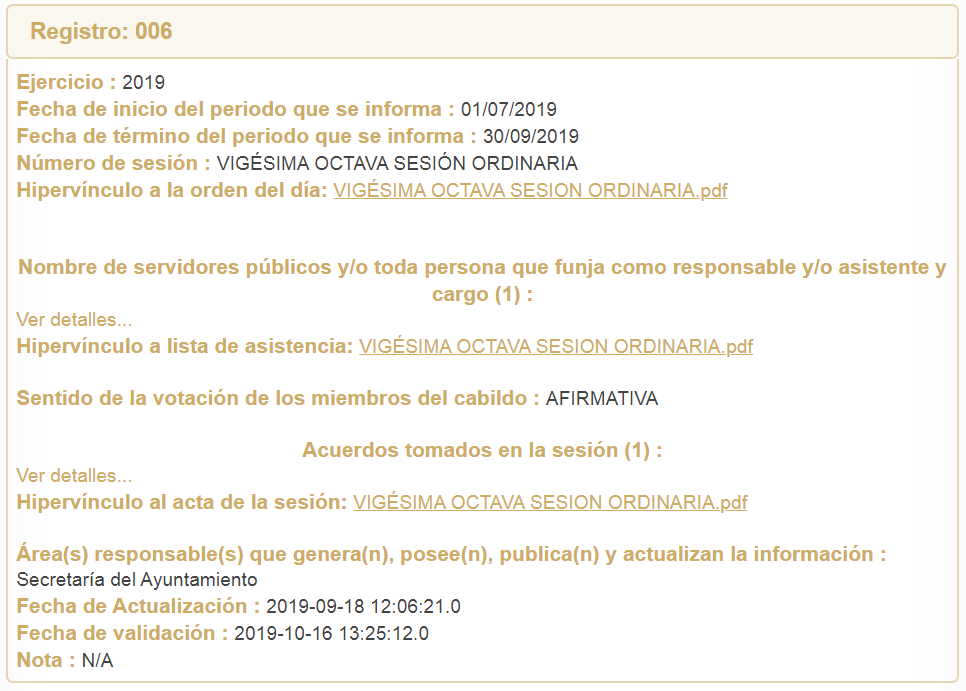 Registro: 006
Ejercicio : 2019
Fecha de inicio del periodo que se informa : 01/07/2019
Fecha de término del periodo que se informa : 30/09/2019
Número de sesión : VIGÉSIMA OCTAVA SESIÓN ORDINARIA
Hipervínculo a la orden del día: VIGÉSIMA OCTAVA SESION ORDINARIA.pdf
Nombre de servidores públicos y/o toda persona que funja como responsable y/o asistente y
cargo (1) :
Ver detalles...
Hipervínculo a lista de asistencia: VIGÉSIMA OCTAVA SESION ORDINARIA.pdf
Sentido de la votación de los miembros del cabildo : AFIRMATIVA
Acuerdos tomados en la sesión (1) :
Ver detalles...
Hipervínculo al acta de la sesión: VIGÉSIMA OCTAVA SESION ORDINARIA.pdf
Área(s) responsable(s) que genera(n), posee(n), publica(n) y actualizan la información :
Secretaría del Ayuntamiento
Fecha de Actualización : 2019-09-18 12:06:21.0
Fecha de validación : 2019-10-16 13:25:12.0
Nota : N/A